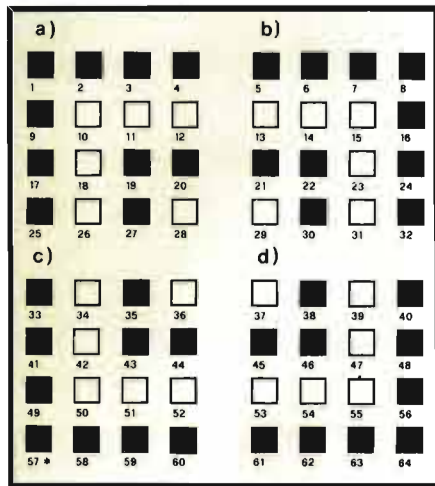 a) b)
1 2 3 4 5 6 7 8
9 10 11 12 13 14 15 16
17 18 19 20 21 22 23 24
25 26 27 28 29 30 31 32
c) d)
33 34 35 36 37 38 39 40
41 42 43 44 45 46 47 48
49 50 51 52 53 54 55 56
57 * 58 59 60 61 62 63 64